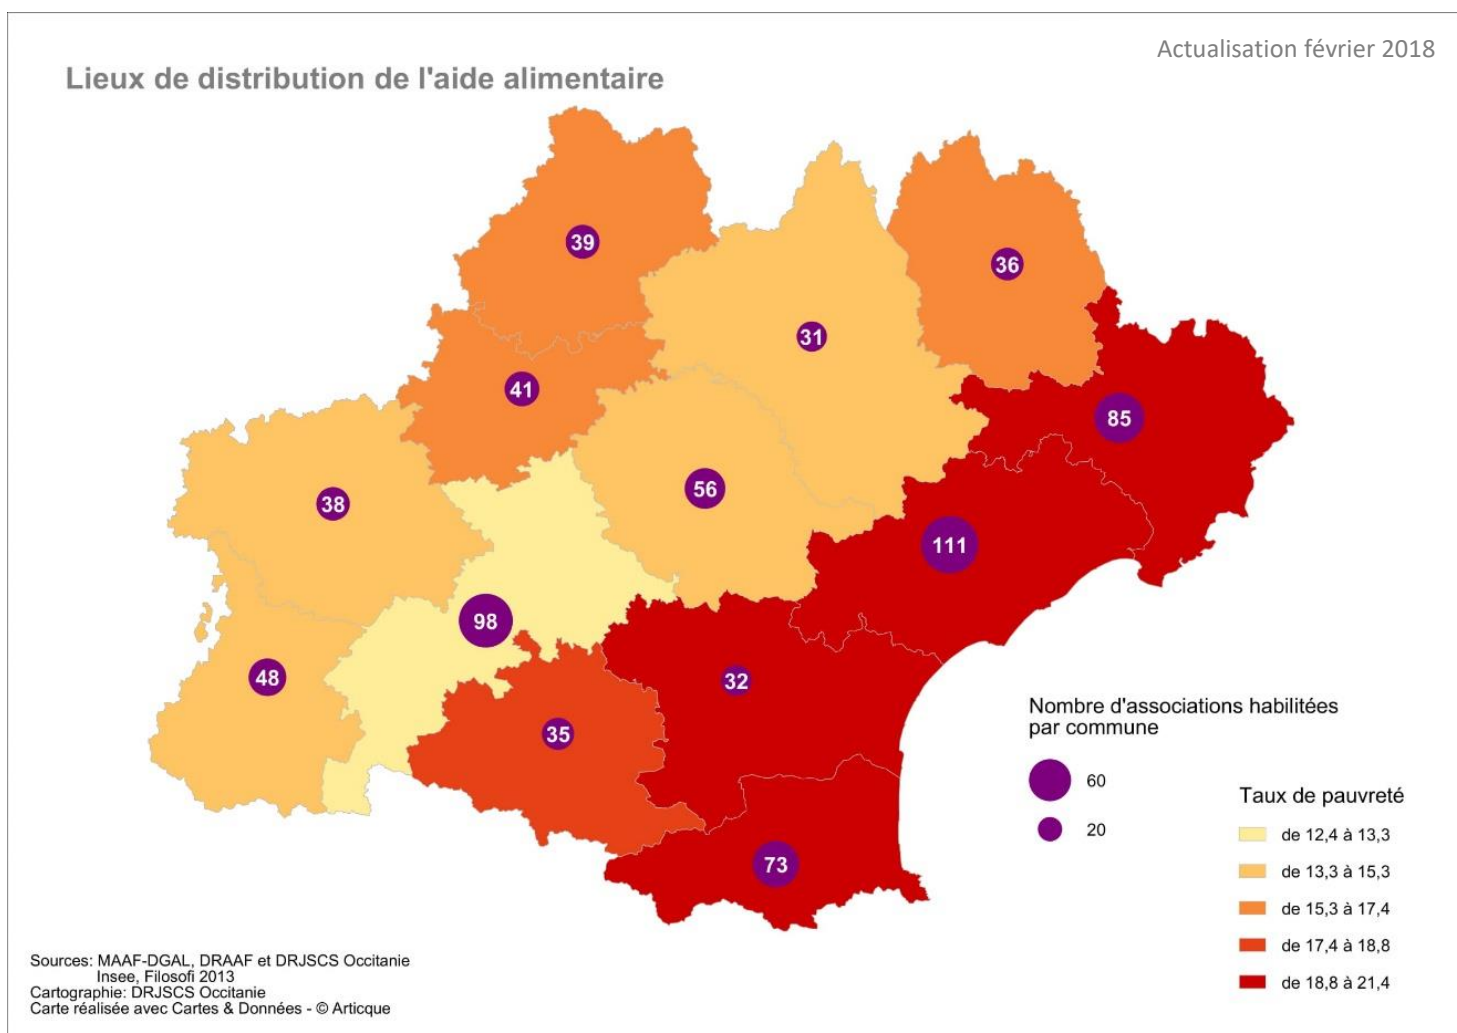 Actualisation février 2018
Lieux de distribution de l'aide alimentaire
39
36
31
41
85
56
38
111
98
48
32
35
73
Nombre d'associations habilitées
par commune
60
20
Taux de pauvreté
de 12,4 à 13,3
de 13,3 à 15,3
de 15,3 à 17,4
de 17,4 à 18,8
de 18,8 à 21,4
Sources: MAAF-DGAL, DRAAF et DRJSCS Occitanie
Insee, Filosofi 2013
Cartographie: DRJSCS Occitanie
Carte réalisée avec Cartes & Données - © Articque